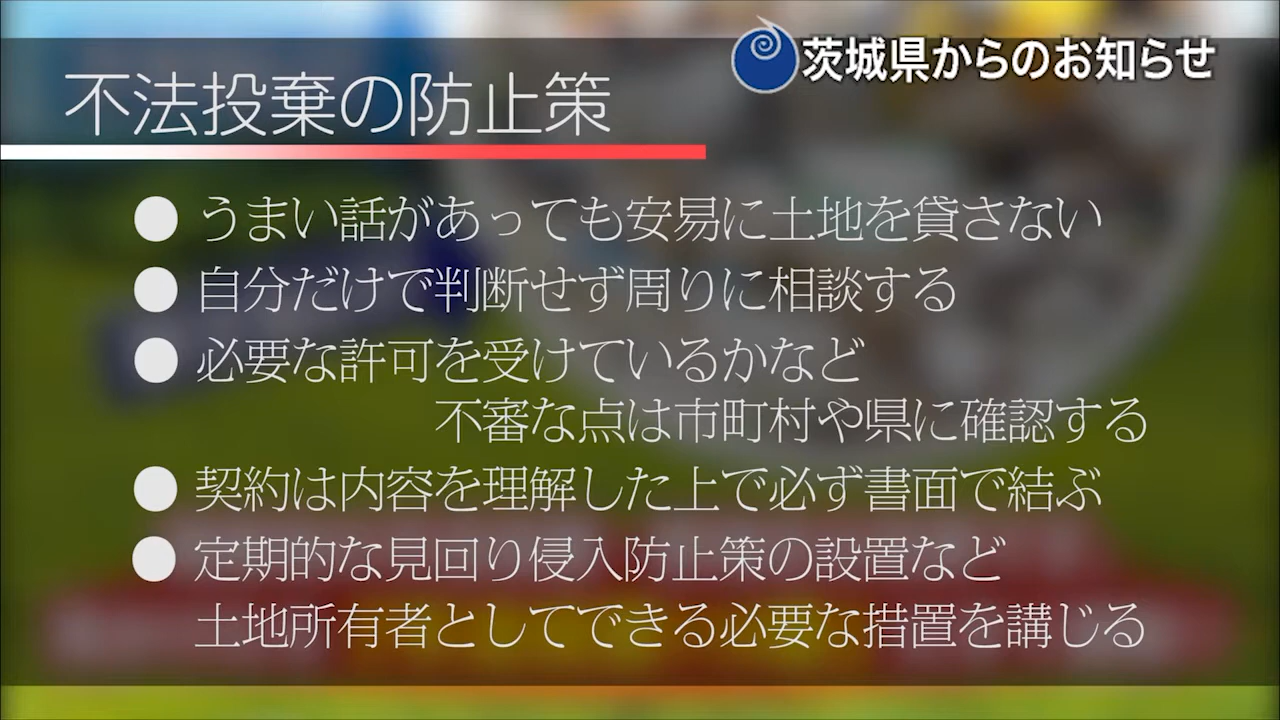 茨城県からのお知らせ
不法投棄の防止策
● うまい話があっても安易に土地を貸さない
● 自分だけで判断せず周りに相談する
● 必要な許可を受けているかなど
不審な点は市町村や県に確認する
● 契約は内容を理解した上で必ず書面で結ぶ
● 定期的な見回り侵入防止策の設置など
土地所有者としてできる必要な措置を講じる